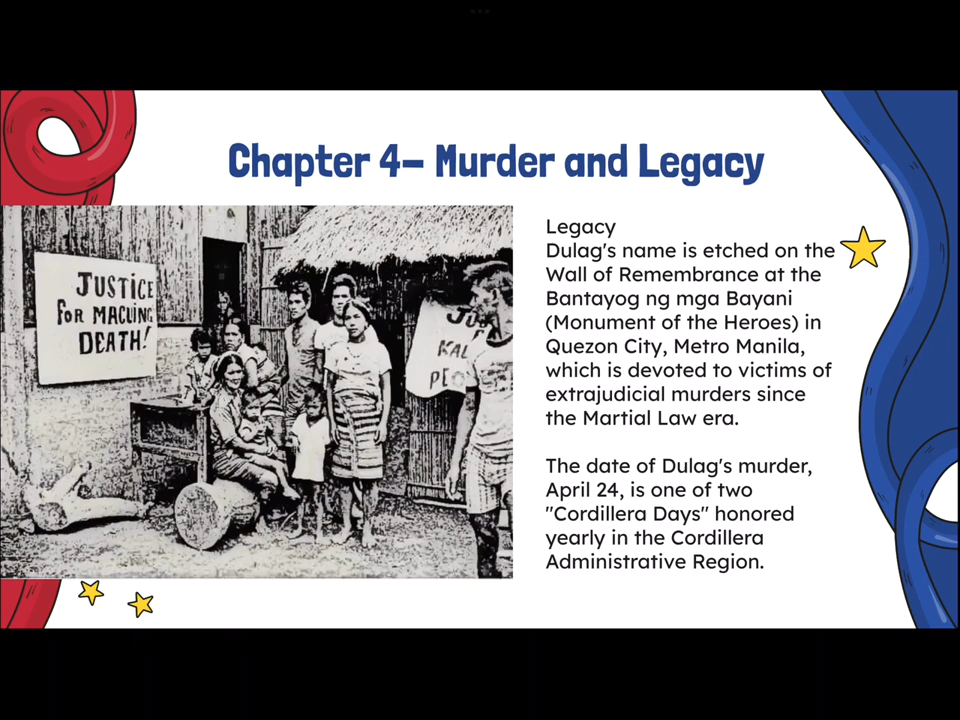 Chapter 4– Murder and Legacy
JUSTICE
FOR MACLIING
DEATH!
Legacy
Dulag's name is etched on the
Wall of Remembrance at the
Bantayog ng mga Bayani
(Monument of the Heroes) in
Quezon City, Metro Manila,
which is devoted to victims of
extrajudicial murders since
the Martial Law era.
The date of Dulag's murder,
April 24, is one of two
"Cordillera Days" honored
yearly in the Cordillera
Administrative Region.